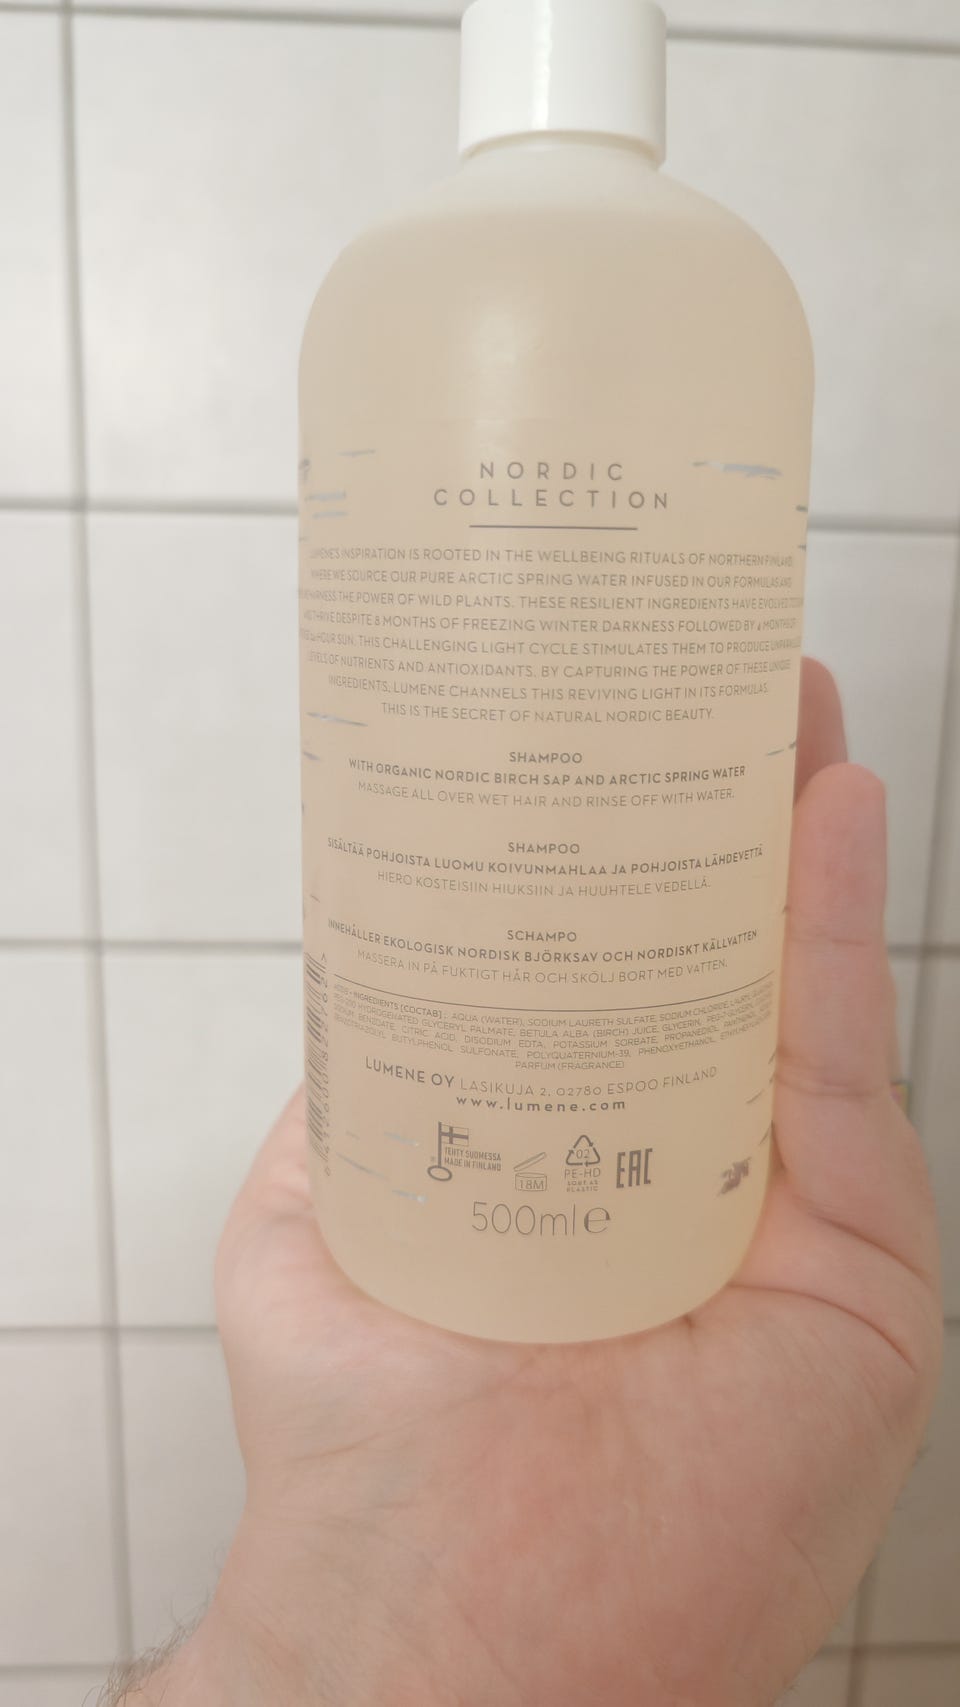 NORDIC
COLLECTION
LUMENE'S INSPIRATION IS ROOTED IN THE WELLBEING RITUALS OF NORTHERN FINLAND,
WHERE WE SOURCE OUR PURE ARCTIC SPRING WATER INFUSED IN OUR FORMULAS AND
HARNESS THE POWER OF WILD PLANTS. THESE RESILIENT INGREDIENTS HAVE EVOLVED TO
AND THRIVE DESPITE 8 MONTHS OF FREEZING WINTER DARKNESS FOLLOWED BY 4 MONTHS OF
24-HOUR SUN. THIS CHALLENGING LIGHT CYCLE STIMULATES THEM TO PRODUCE
LEVELS OF NUTRIENTS AND ANTIOXIDANTS. BY CAPTURING THE POWER OF THESE UNIQUE
INGREDIENTS, LUMENE CHANNELS THIS REVIVING LIGHT IN ITS FORMULAS.
THIS IS THE SECRET OF NATURAL NORDIC BEAUTY.
SHAMPOO
WITH ORGANIC NORDIC BIRCH SAP AND ARCTIC SPRING WATER
MASSAGE ALL OVER WET HAIR AND RINSE OFF WITH WATER.
SHAMPOO
SISÄLTÄÄ POHJOISTA LUOMU KOIVUNMAHLAA JA POHJOISTA LÄHDEVETTÄ
HIERO KOSTEISIIN HIUKSIIN JA HUUHTELE VEDELLÄ.
SCHAMPO
INNEHÅLLER EKOLOGISK NORDISK BJÖRKSAV OCH NORDISKT KÄLLVATTEN
MASSERA IN PÅ FUKTIGT HÅR OCH SKÖLJ BORT MED VATTEN.
INGREDIENTS [СОСТАВ]: AQUA (WATER), SODIUM LAURETH SULFATE, SODIUM CHLORIDE, LAURYL GLUCOSIDE,
HYDROGENATED GLYCERYL PALMATE, BETULA ALBA (BIRCH) JUICE, GLYCERIN,
SODIUM BENZOATE, CITRIC ACID, DISODIUM EDTA, POTASSIUM SORBATE, PROPANEDIOL, PANTHENOL,
BENZOTRIAZOLYL BUTYLPHENOL SULFONATE, POLYQUATERNIUM-39, PHENOXYETHANOL,
PARFUM (FRAGRANCE)
LUMENE OY LASIKUJA 2, 02780 ESPOO FINLAND
www.lumene.com
TEHTY SUOMESSA
MADE IN FINLAND
18M
02
PE-HD
SORT AS
PLASTIC
EAC
500ml e